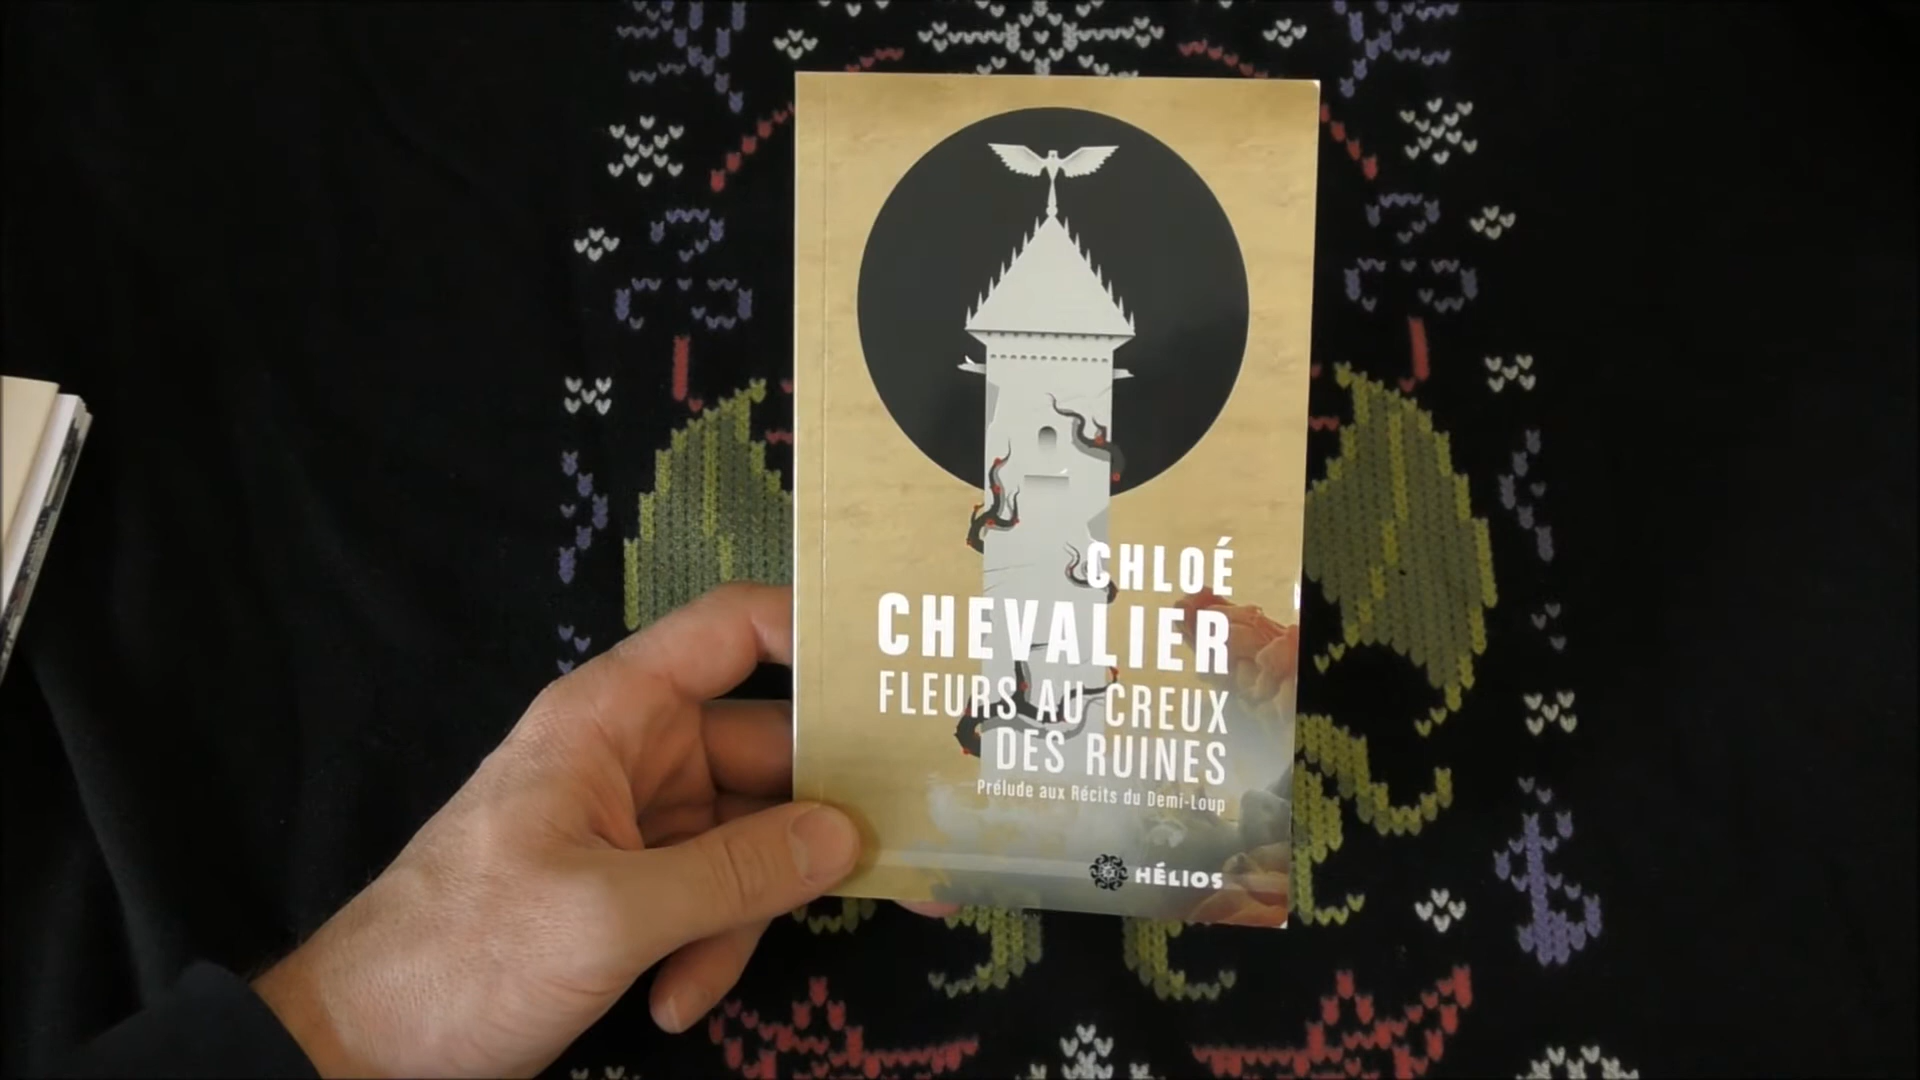 CHLOÉ
CHEVALIER
FLEURS AU CREUX
DES RUINES
Prélude aux Récits du Demi-Loup
HÉLIOS